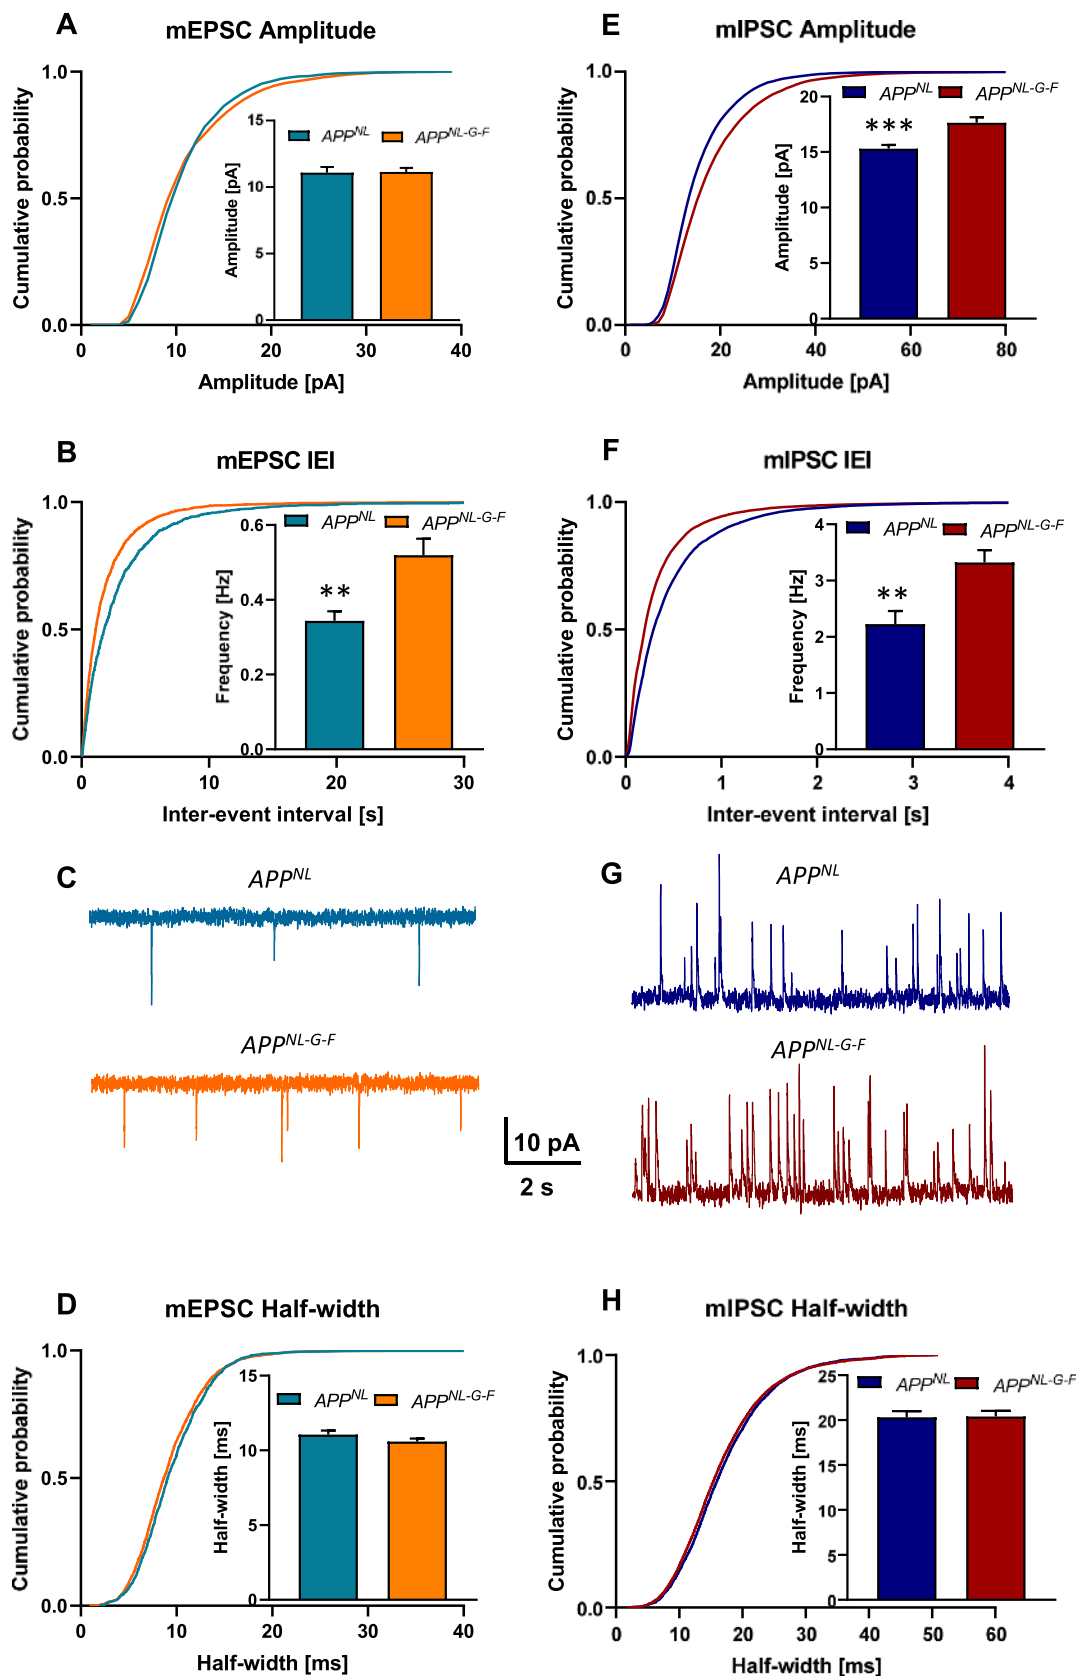 A
mEPSC Amplitude
Cumulative probability
1.0
0.5
0.0
0 10 20 30 40
Amplitude [pA]
Amplitude [pA]
15
10
5
0
APP^NL APP^NL-G-F
E
mIPSC Amplitude
Cumulative probability
1.0
0.5
0.0
0 20 40 60 80
Amplitude [pA]
Amplitude [pA]
20
15
10
5
0
APP^NL APP^NL-G-F
***
B
mEPSC IEI
Cumulative probability
1.0
0.5
0.0
0 10 20 30
Inter-event interval [s]
Frequency [Hz]
0.6
0.4
0.2
0.0
APP^NL APP^NL-G-F
**
F
mIPSC IEI
Cumulative probability
1.0
0.5
0.0
0 1 2 3 4
Inter-event interval [s]
Frequency [Hz]
4
3
2
1
0
APP^NL APP^NL-G-F
**
C
APP^NL
APP^NL-G-F
10 pA
2 s
G
APP^NL
APP^NL-G-F
D
mEPSC Half-width
Cumulative probability
1.0
0.5
0.0
0 10 20 30 40
Half-width [ms]
Half-width [ms]
15
10
5
0
APP^NL APP^NL-G-F
H
mIPSC Half-width
Cumulative probability
1.0
0.5
0.0
0 10 20 30 40 50 60
Half-width [ms]
Half-width [ms]
25
20
15
10
5
0
APP^NL APP^NL-G-F